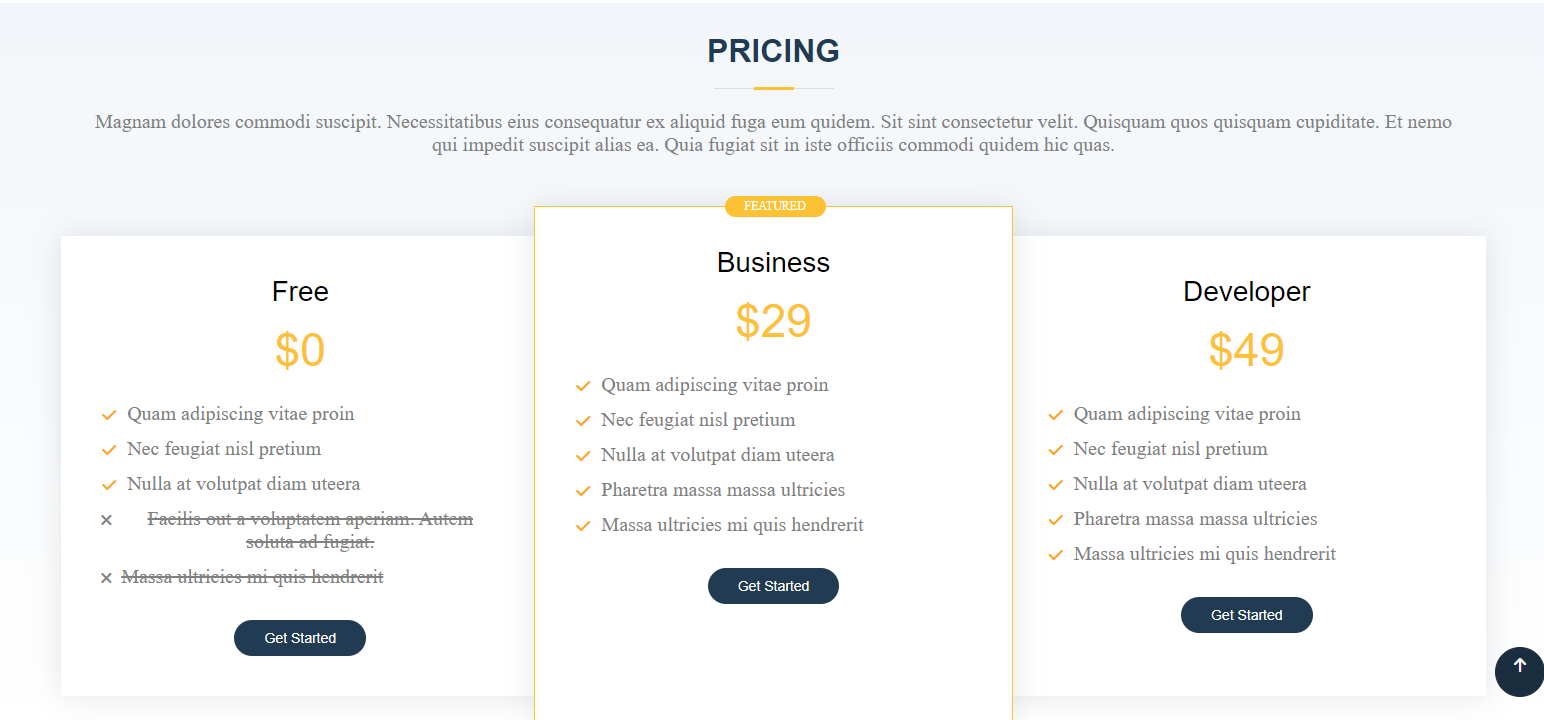 PRICING
Magnam dolores commodi suscipit. Necessitatibus eius consequatur ex aliquid fuga eum quidem. Sit sint consectetur velit. Quisquam quos quisquam cupiditate. Et nemo
qui impedit suscipit alias ea. Quia fugiat sit in iste officiis commodi quidem hic quas.
Free
$0
Quam adipiscing vitae proin
Nec feugiat nisl pretium
Nulla at volutpat diam uteera
Facilis out a voluptatem aperiam. Autem
soluta ad fugiat.
Massa ultricies mi quis hendrerit
Get Started
FEATURED
Business
$29
Quam adipiscing vitae proin
Nec feugiat nisl pretium
Nulla at volutpat diam uteera
Pharetra massa massa ultricies
Massa ultricies mi quis hendrerit
Get Started
Developer
$49
Quam adipiscing vitae proin
Nec feugiat nisl pretium
Nulla at volutpat diam uteera
Pharetra massa massa ultricies
Massa ultricies mi quis hendrerit
Get Started